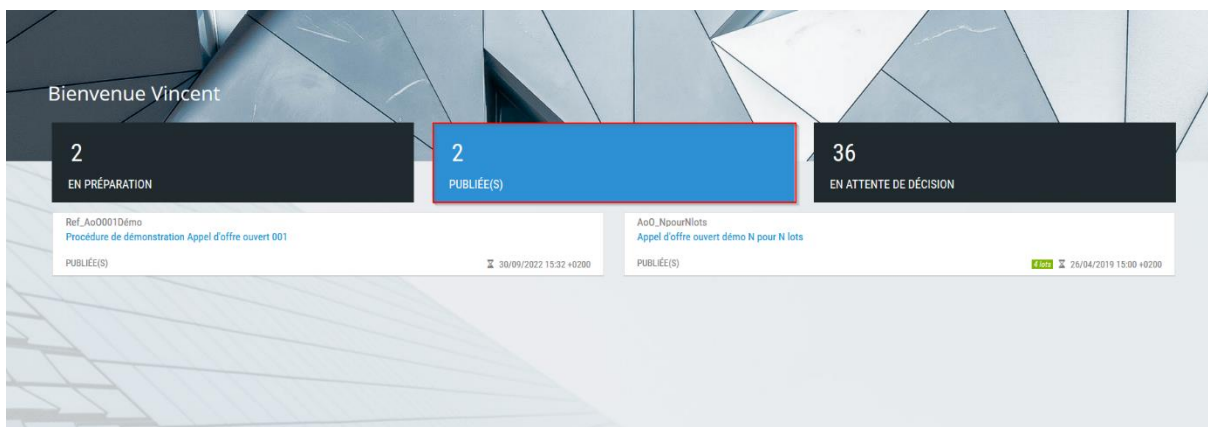 Bienvenue Vincent
2
EN PRÉPARATION
2
PUBLIÉE(S)
36
EN ATTENTE DE DÉCISION
Ref_AoO001Démo
Procédure de démonstration Appel d'offre ouvert 001
PUBLIÉE(S)
30/09/2022 15:32 +0200
AoO_NpourNlots
Appel d'offre ouvert démo N pour N lots
PUBLIÉE(S)
4 lots
26/04/2019 15:00 +0200